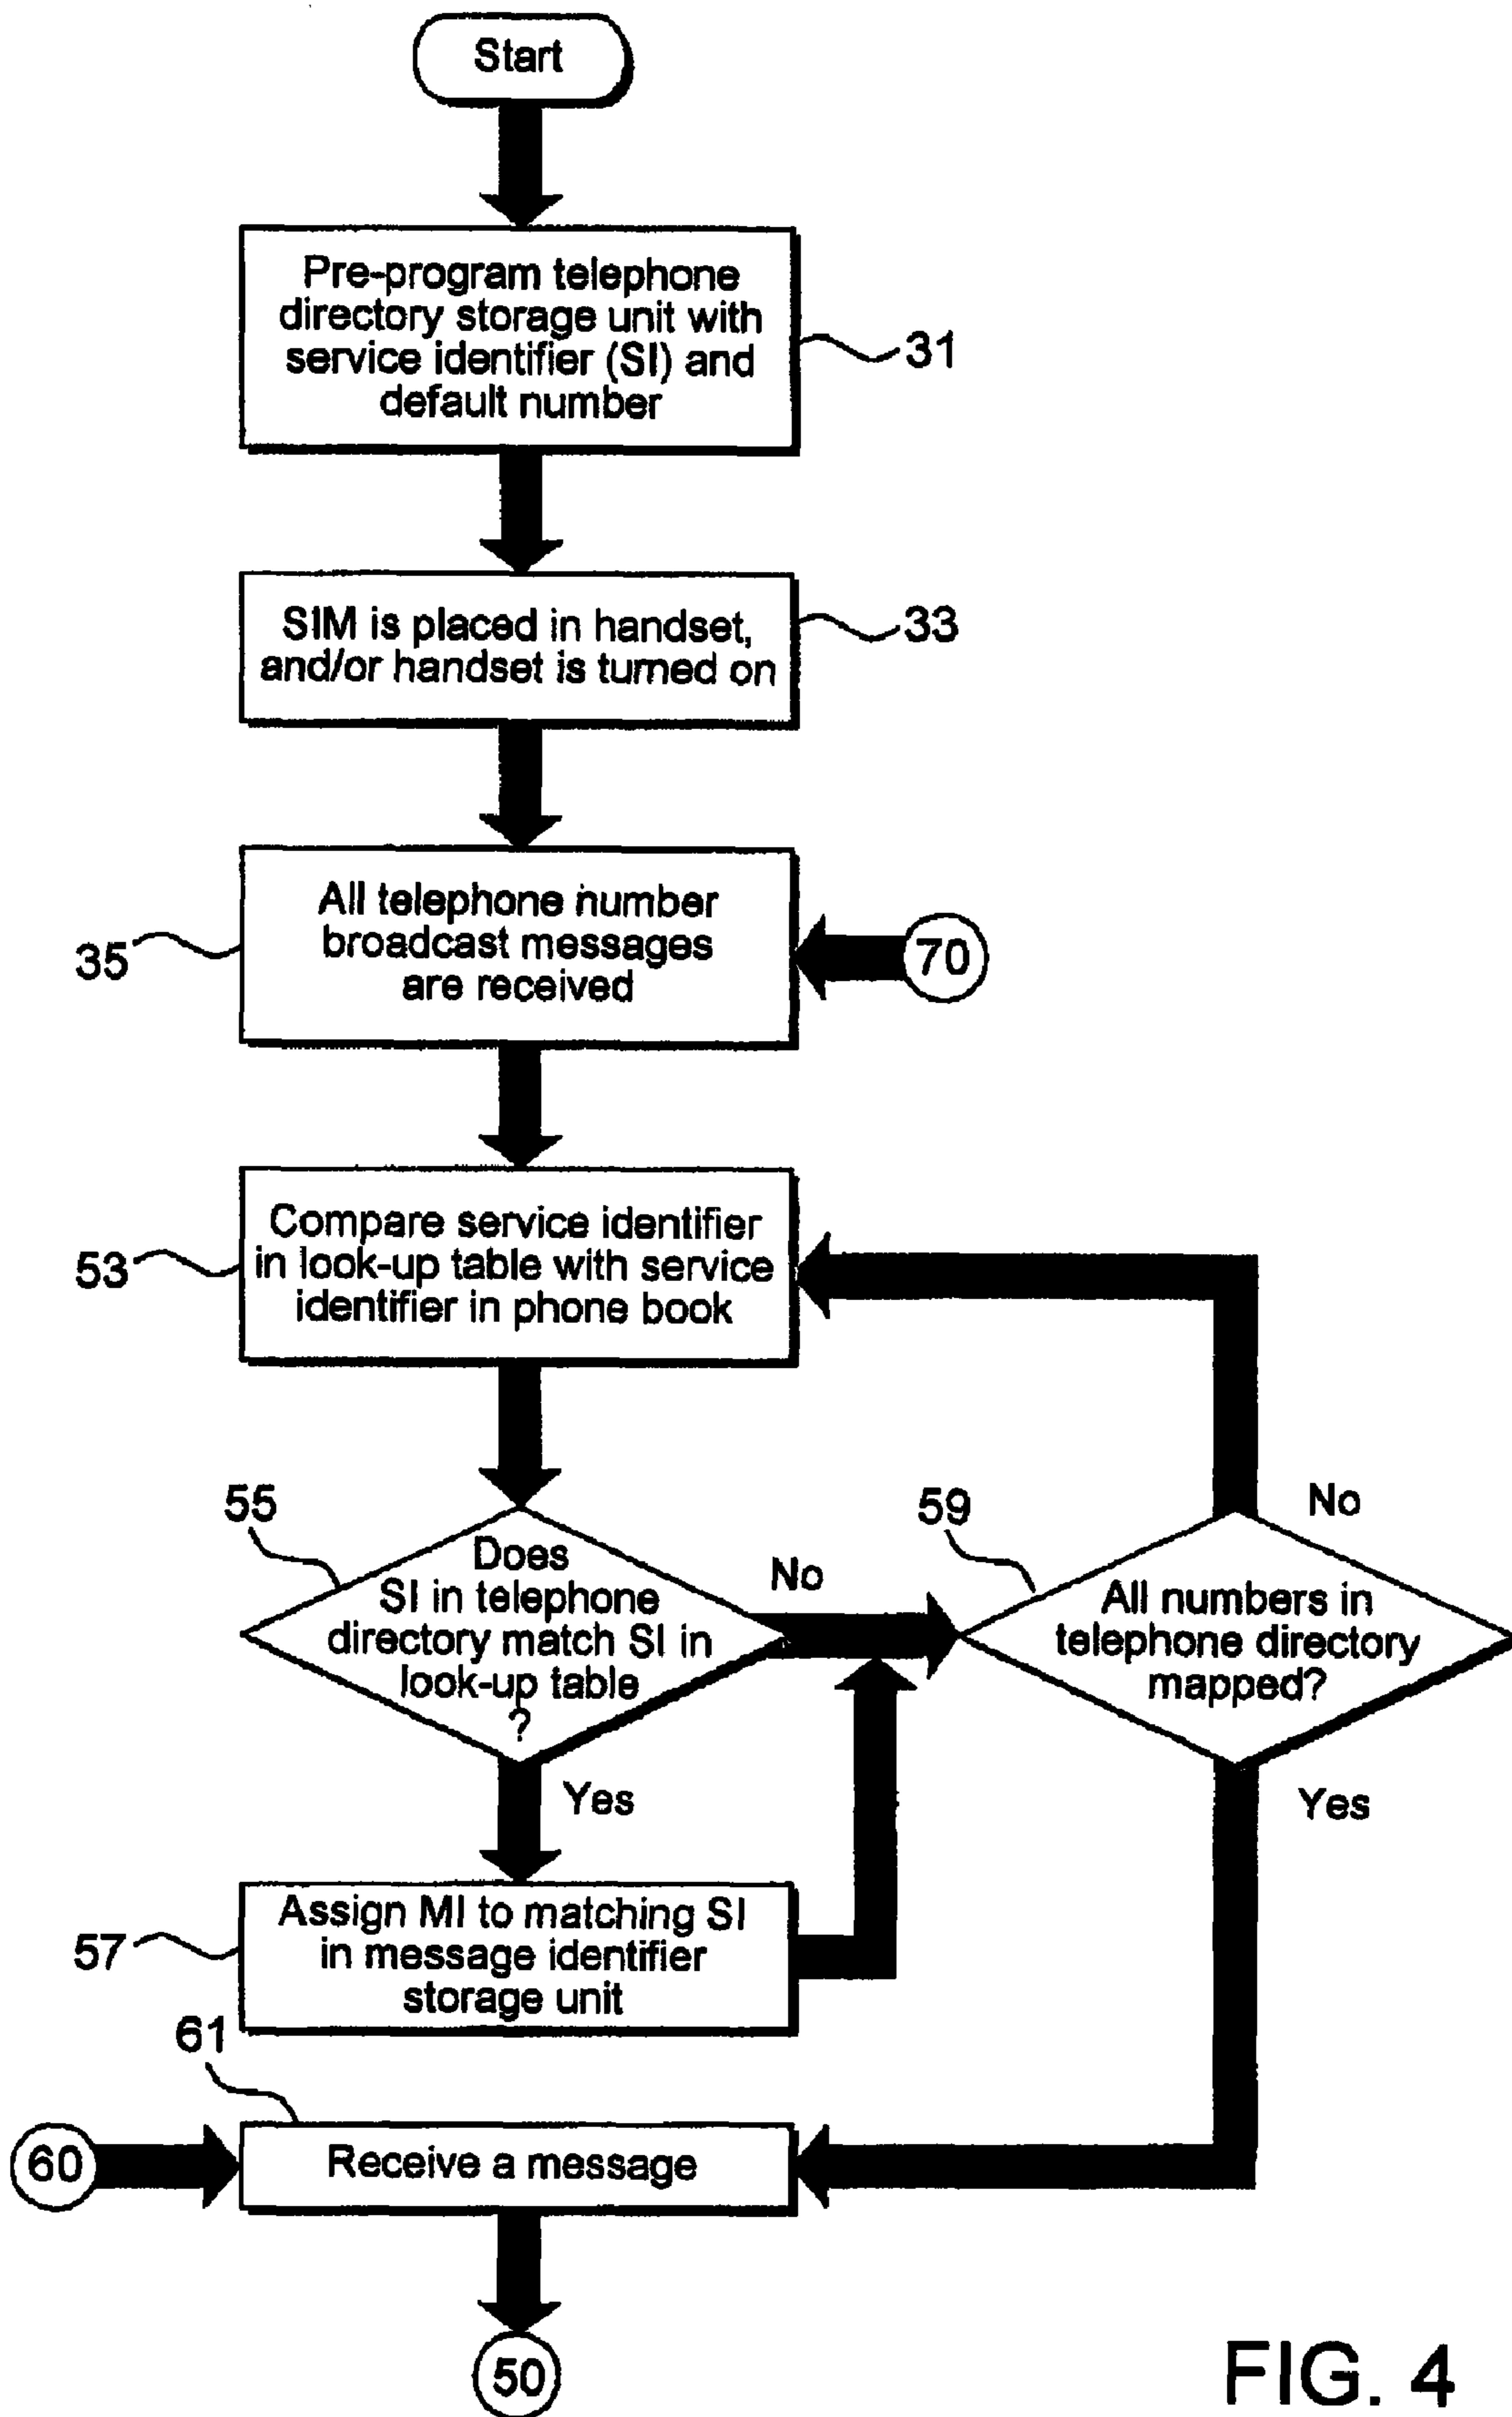 Start
Pre-program telephone
directory storage unit with
service identifier (SI) and
default number
31
SIM is placed in handset,
and/or handset is turned on
33
All telephone number
broadcast messages
are received
35
70
Compare service identifier
in look-up table with service
identifier in phone book
53
55
Does
SI in telephone
directory match SI in
look-up table
?
No
Yes
59
All numbers in
telephone directory
mapped?
No
Yes
Assign MI to matching SI
in message identifier
storage unit
57
61
60
Receive a message
50
FIG. 4